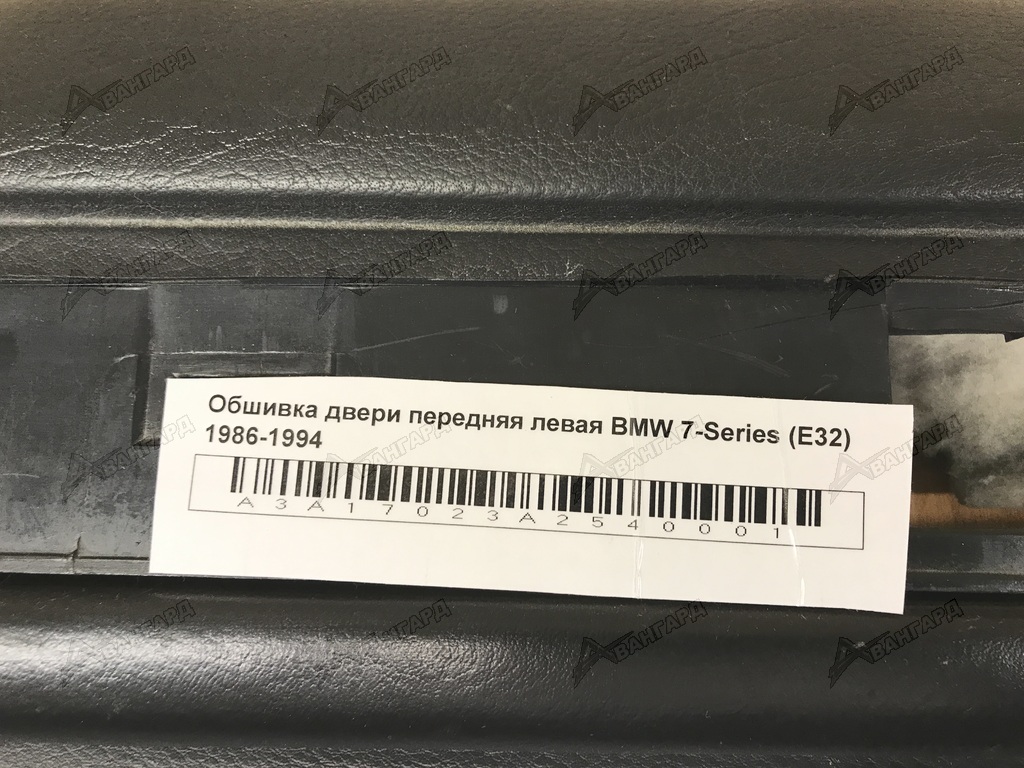 Обшивка двери передняя левая BMW 7-Series (E32)
1986-1994
A3A17023A2540001
АВАНГАРД